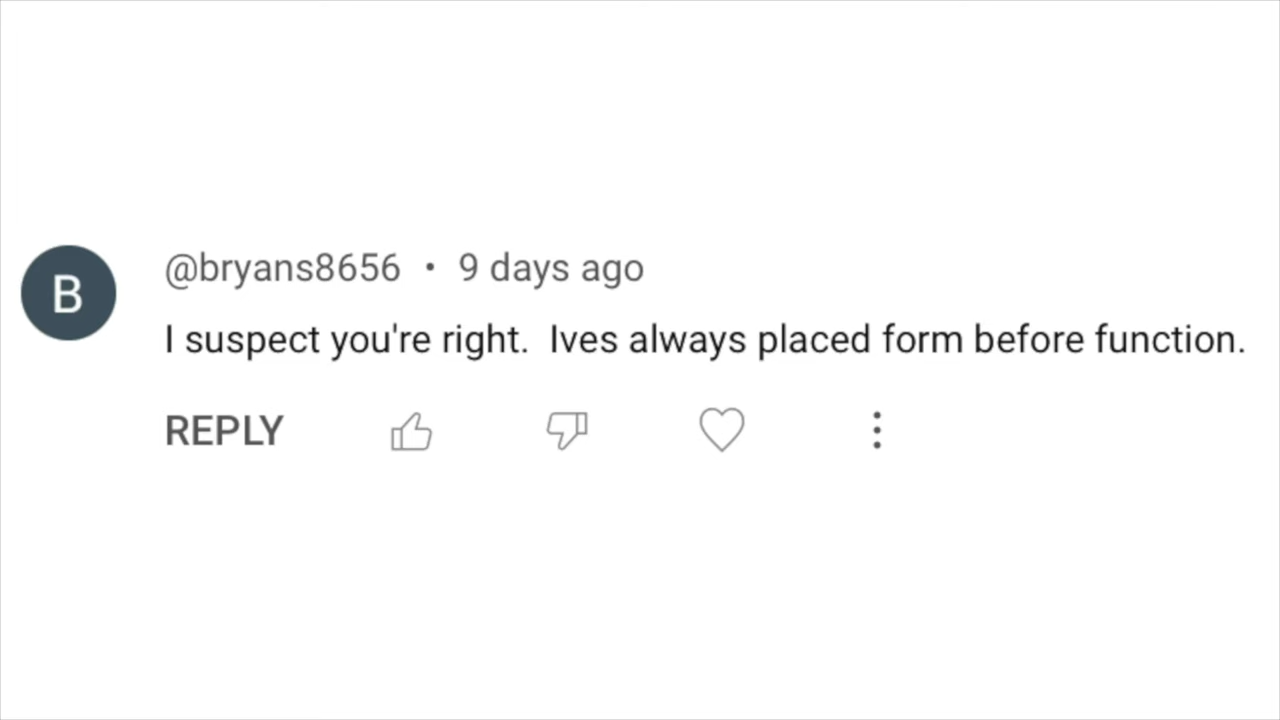 B
@bryans8656 • 9 days ago
I suspect you're right.  Ives always placed form before function.
REPLY